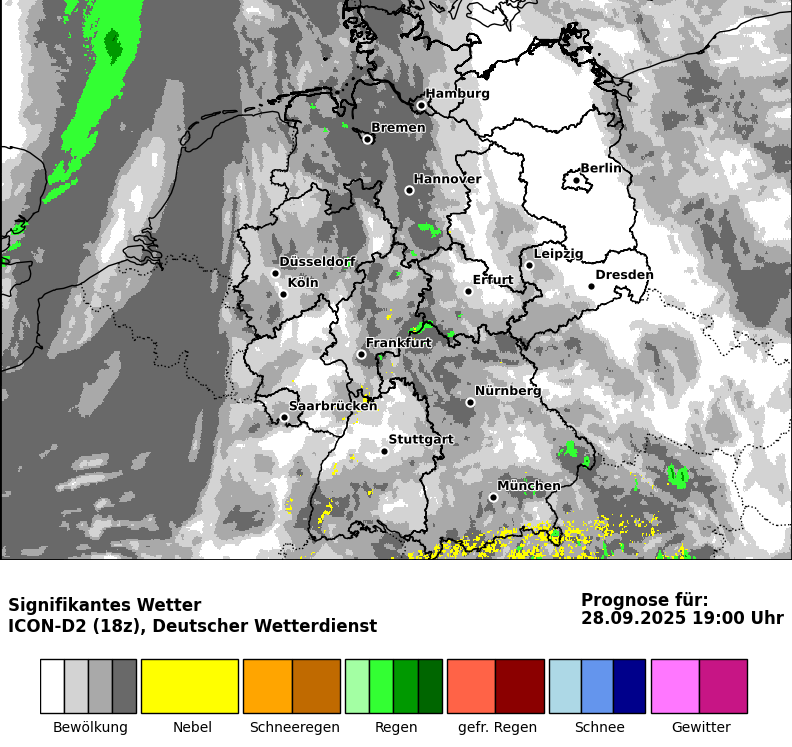 Hamburg
Bremen
Berlin
Hannover
Leipzig
Düsseldorf
Dresden
Köln
Erfurt
Frankfurt
Nürnberg
Saarbrücken
Stuttgart
München
Signifikantes Wetter
ICON-D2 (18z), Deutscher Wetterdienst
Prognose für:
28.09.2025 19:00 Uhr
Bewölkung
Nebel
Schneeregen
Regen
gefr. Regen
Schnee
Gewitter